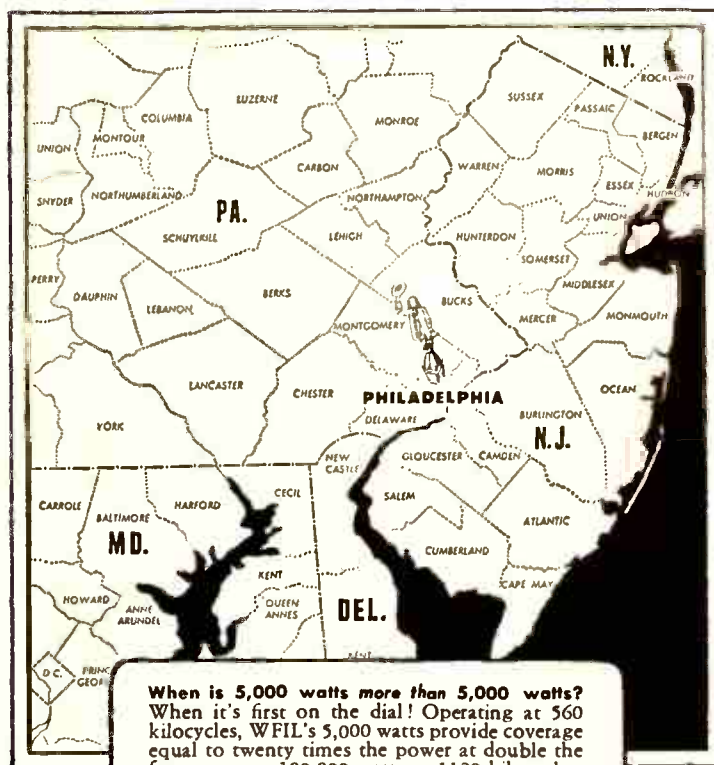 N.Y.
ROCKLAND
SUSSEX
PASSAIC
BERGEN
LUZERNE
COLUMBIA
MONROE
UNION
MONTOUR
CARBON
WARREN
MORRIS
ESSEX
HUDSON
SNYDER
NORTHUMBERLAND
NORTHAMPTON
UNION
PA.
SCHUYLKILL
LEHIGH
HUNTERDON
SOMERSET
PERRY
DAUPHIN
LEBANON
BERKS
BUCKS
MIDDLESEX
MONTGOMERY
MERCER
MONMOUTH
LANCASTER
CHESTER
PHILADELPHIA
OCEAN
DELAWARE
BURLINGTON
YORK
N.J.
NEW
CASTLE
GLOUCESTER
CAMDEN
CARROLE
BALTIMORE
HARFORD
CECIL
SALEM
ATLANTIC
MD.
CUMBERLAND
KENT
CAPE MAY
HOWARD
ANNE
ARUNDEL
QUEEN
ANNES
DEL.
KENT
D.C.
When is 5,000 watts more than 5,000 watts?
When it's first on the dial! Operating at 560
kilocycles, WFIL's 5,000 watts provide coverage
equal to twenty times the power at double the